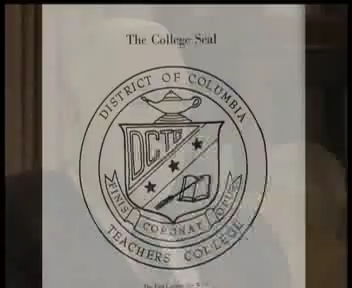 The College Seal
DISTRICT OF COLUMBIA
DCTC
FINIS CORONAT OPUS
TEACHERS COLLEGE